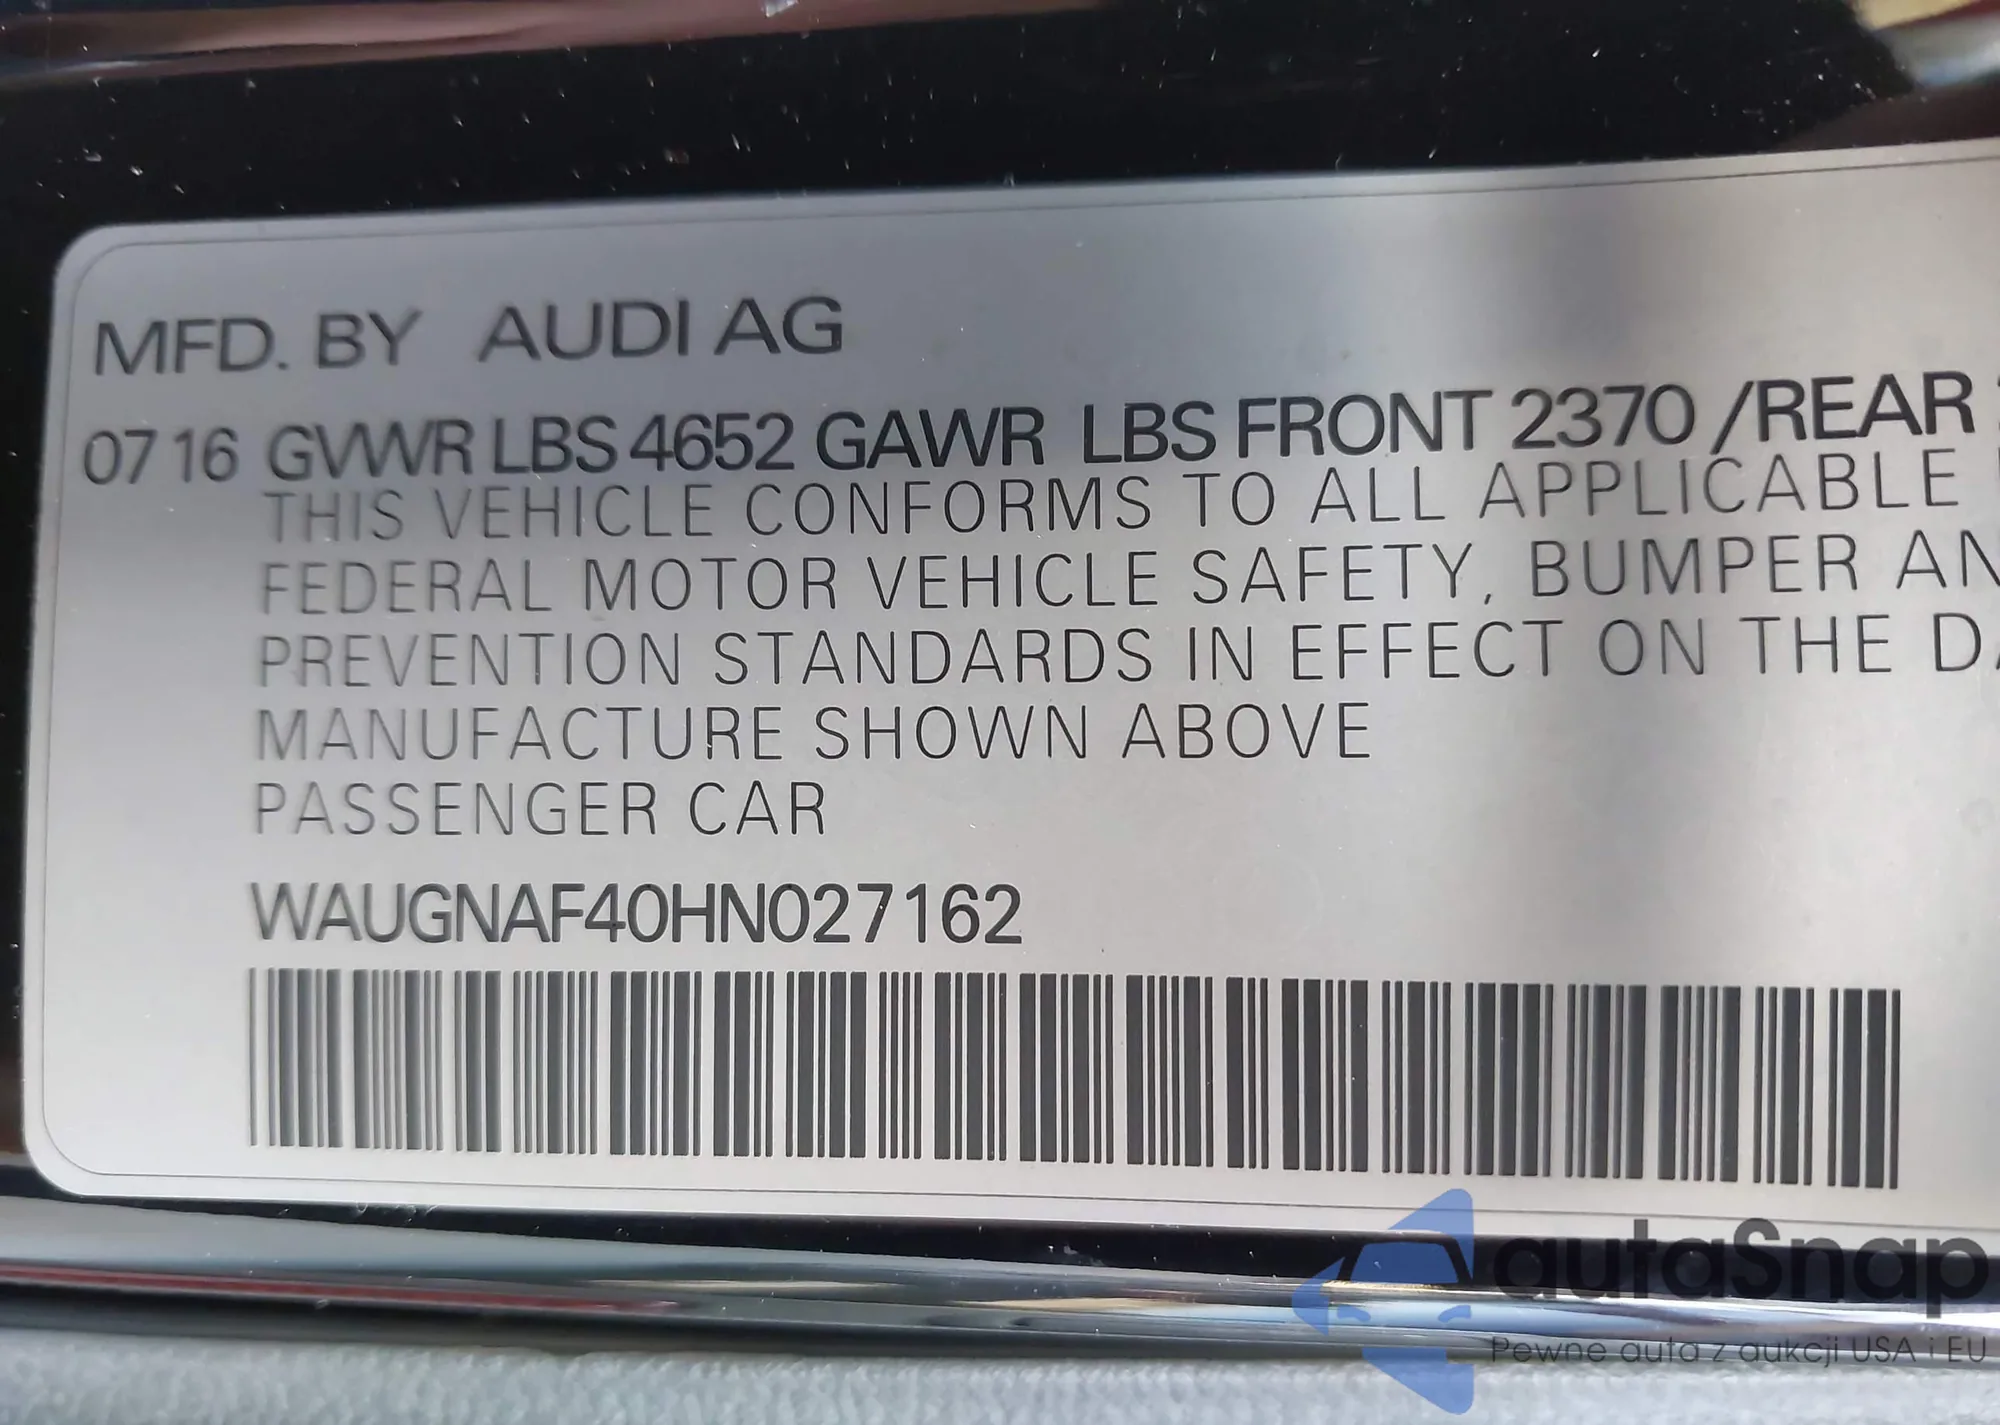 MFD. BY AUDI AG
07 16 GVWR LBS 4652 GAWR LBS FRONT 2370 /REAR
THIS VEHICLE CONFORMS TO ALL APPLICABLE
FEDERAL MOTOR VEHICLE SAFETY, BUMPER AN
PREVENTION STANDARDS IN EFFECT ON THE DA
MANUFACTURE SHOWN ABOVE
PASSENGER CAR
WAUGNAF40HN027162
autaSnap
Pewne auta z aukcji USA i EU